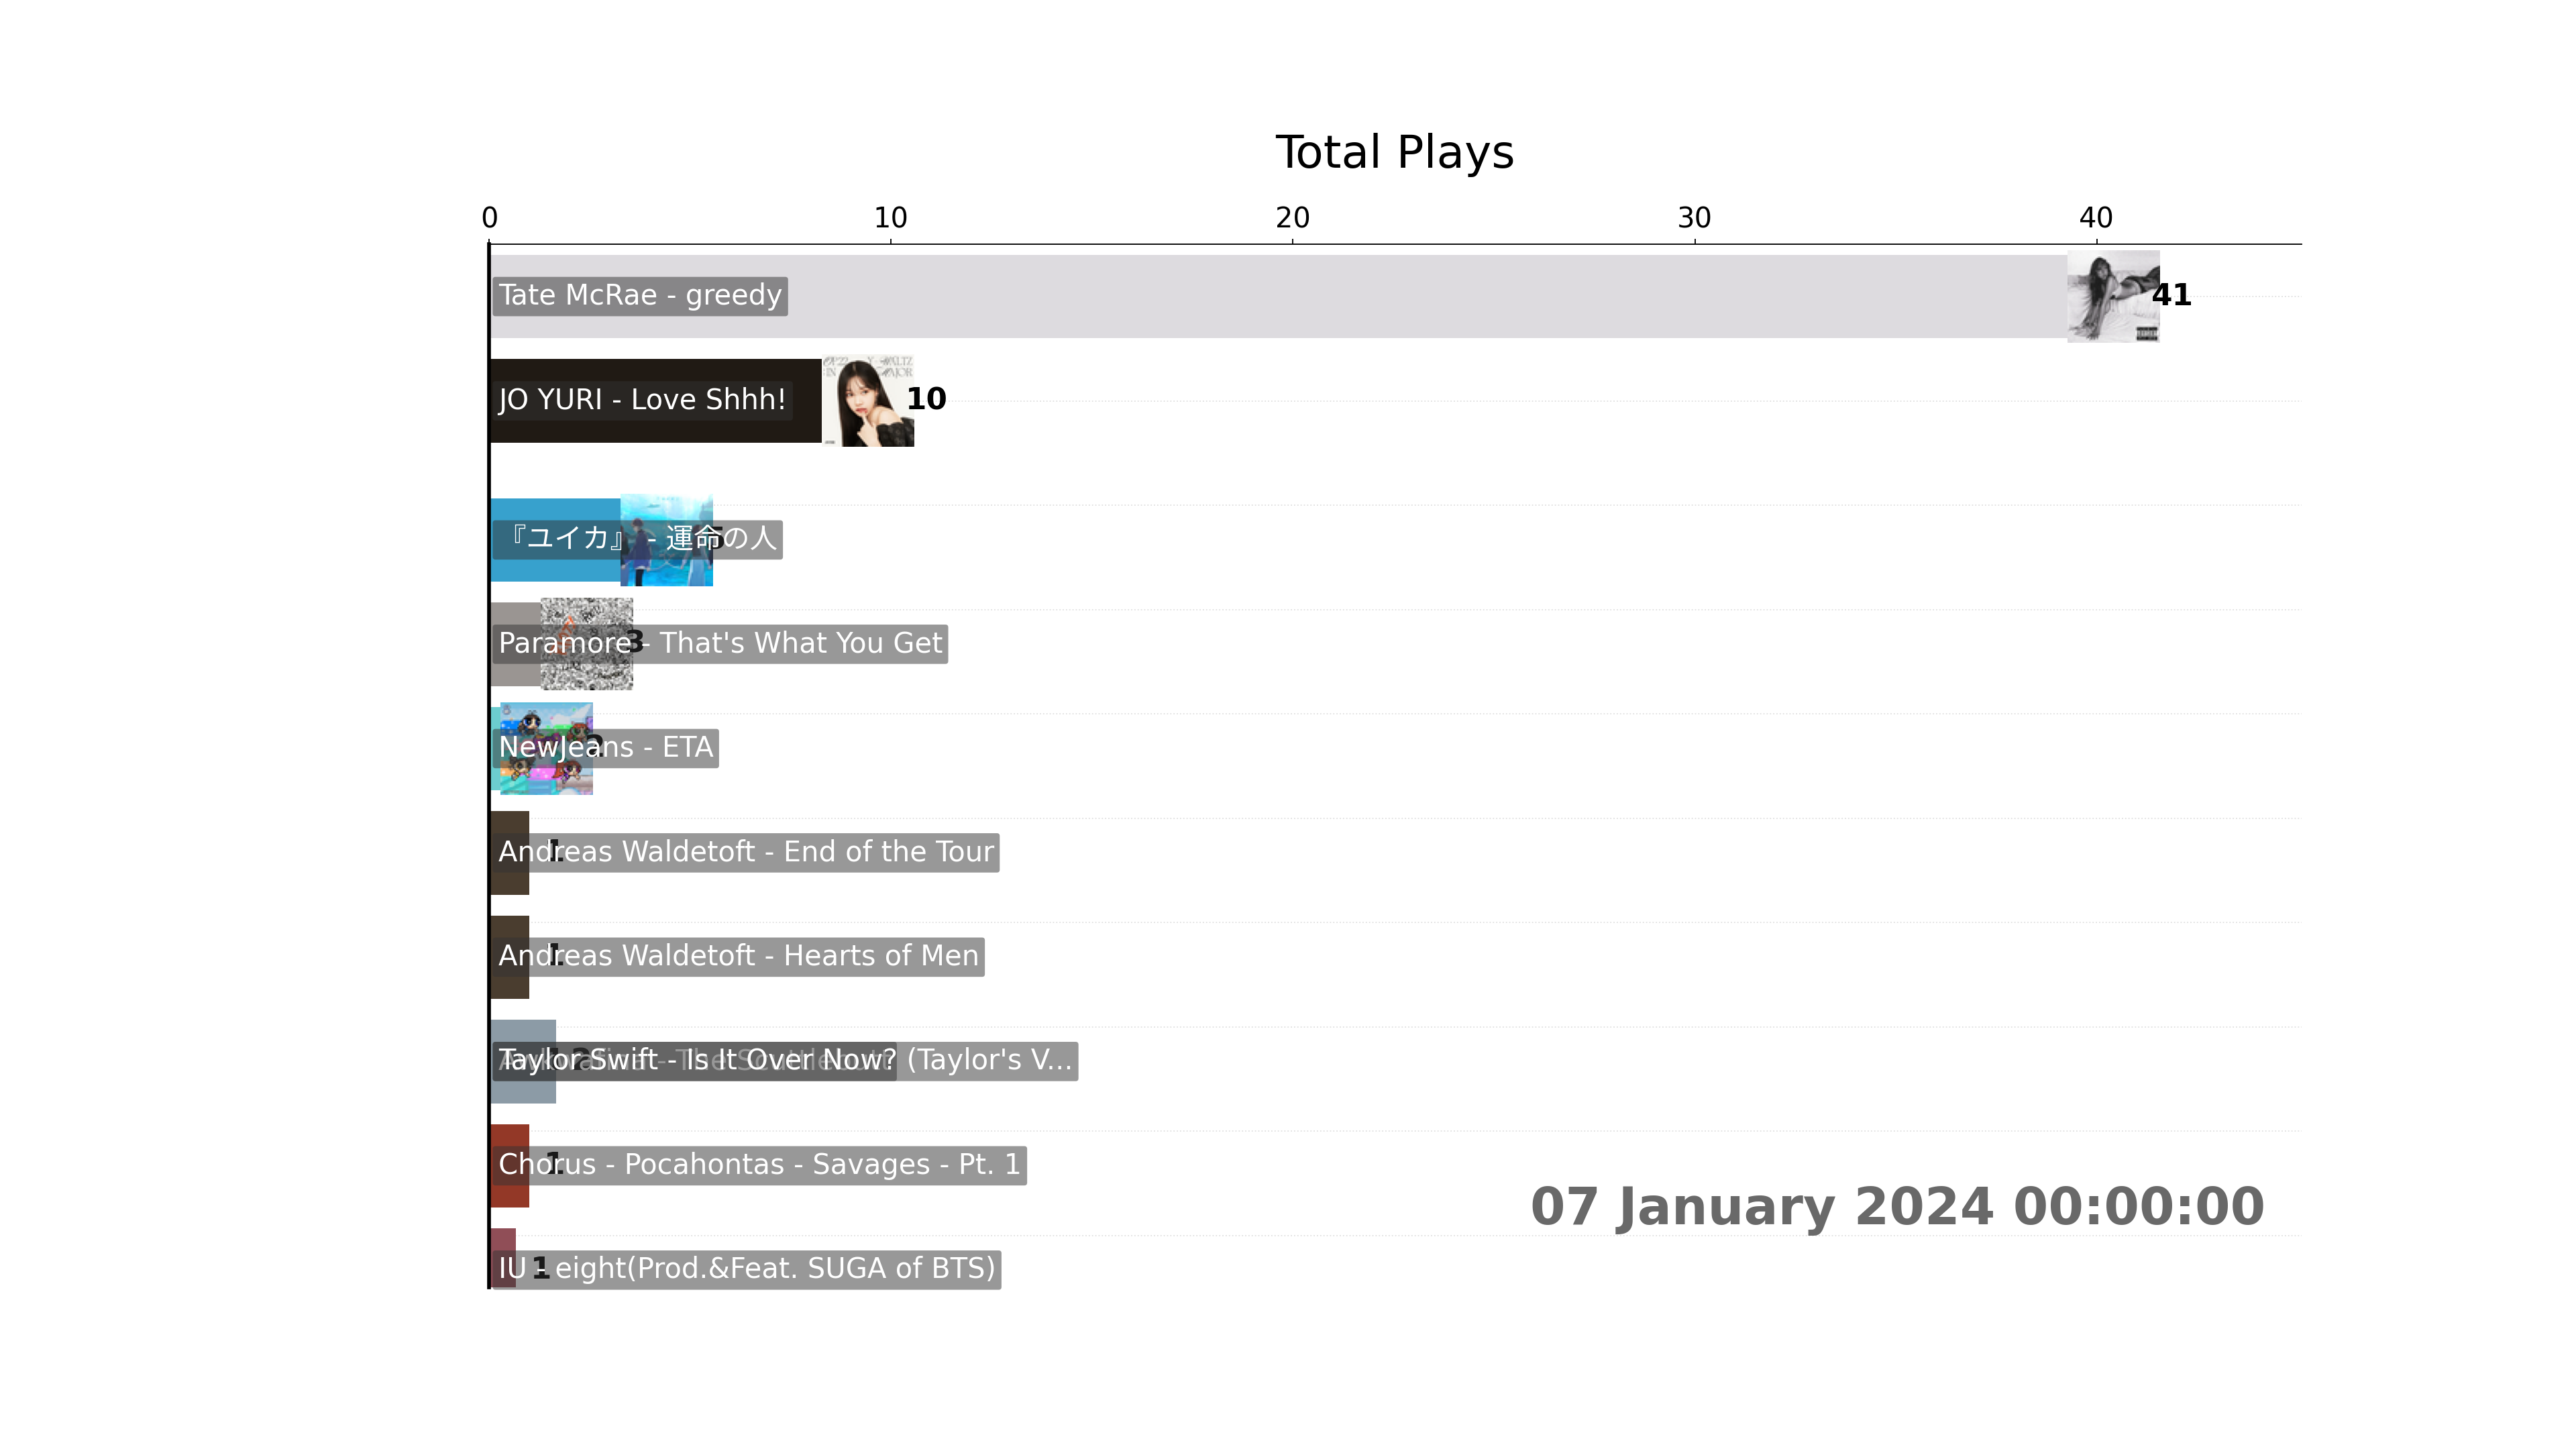 Total Plays
0 10 20 30 40
Tate McRae - greedy 41
JO YURI - Love Shhh! 10
『ユイカ』 - 運命の人 5
Paramore - That's What You Get 3
NewJeans - ETA 2
Andreas Waldetoft - End of the Tour 1
Andreas Waldetoft - Hearts of Men 1
Taylor Swift - Is It Over Now? (Taylor's V... 2
Chorus - Pocahontas - Savages - Pt. 1 1
07 January 2024 00:00:00
IU - eight(Prod.&Feat. SUGA of BTS) 1